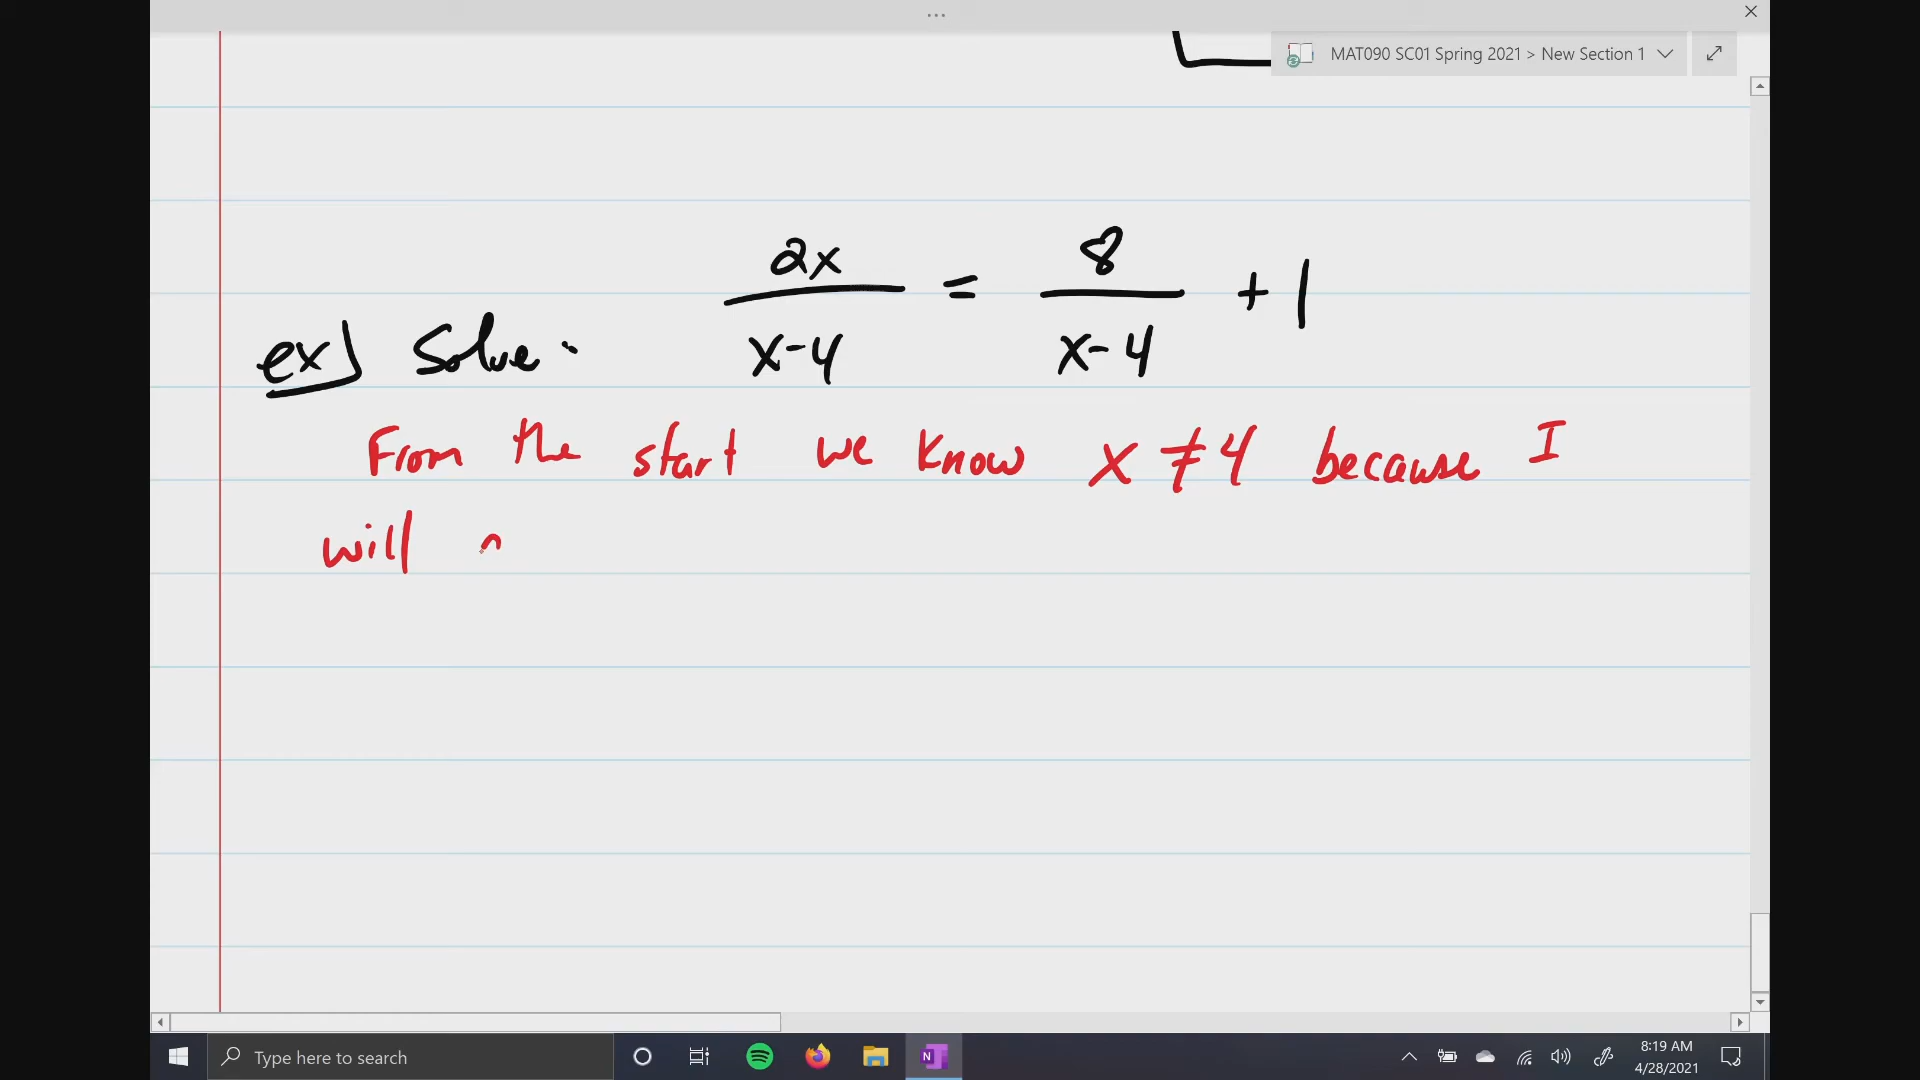 MAT090 SC01 Spring 2021 > New Section 1
ex) Solve: 2x/(x-4) = 8/(x-4) + 1
From the start we know x ≠ 4 because I
will
Type here to search
8:19 AM
4/28/2021